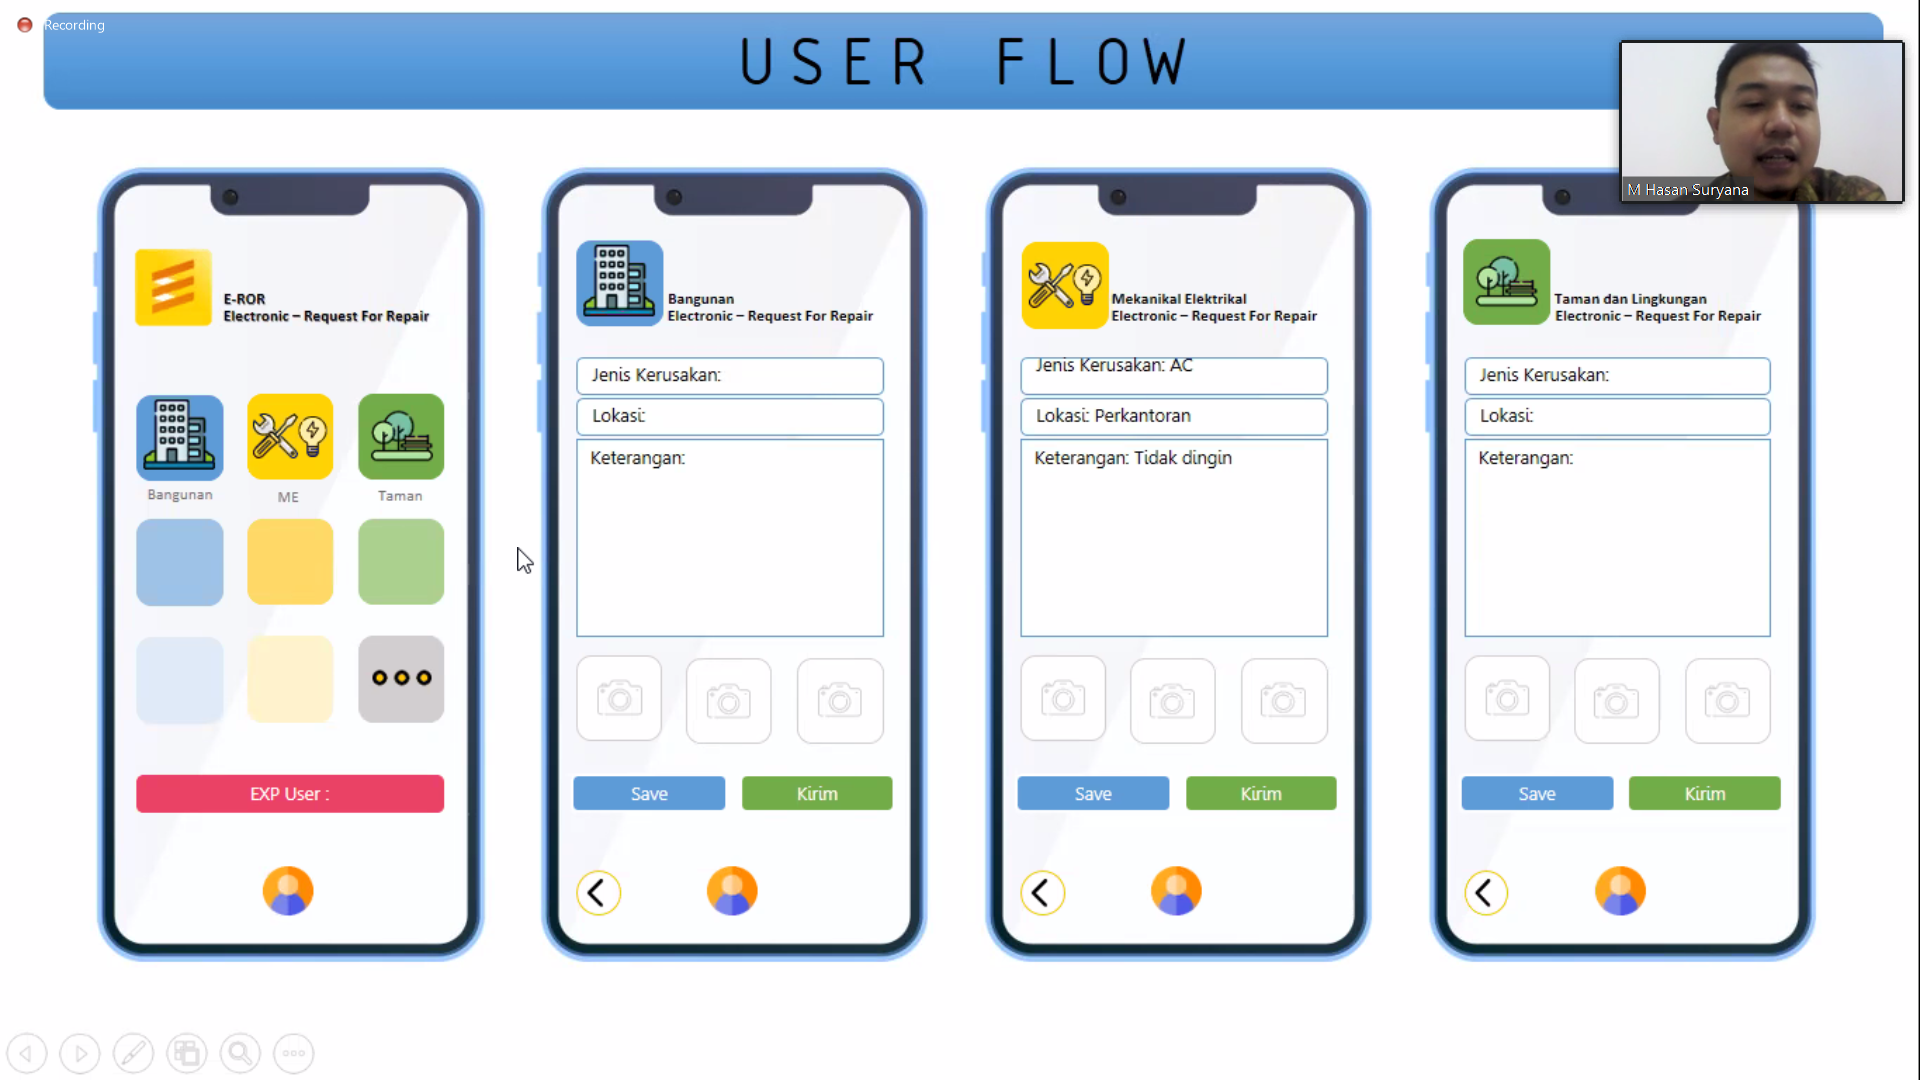 Recording
USER FLOW
M Hasan Suryana
E-ROR
Electronic – Request For Repair
Bangunan
ME
Taman
EXP User :
Bangunan
Electronic – Request For Repair
Jenis Kerusakan:
Lokasi:
Keterangan:
Save
Kirim
Mekanikal Elektrikal
Electronic – Request For Repair
Jenis Kerusakan: AC
Lokasi: Perkantoran
Keterangan: Tidak dingin
Save
Kirim
Taman dan Lingkungan
Electronic – Request For Repair
Jenis Kerusakan:
Lokasi:
Keterangan:
Save
Kirim